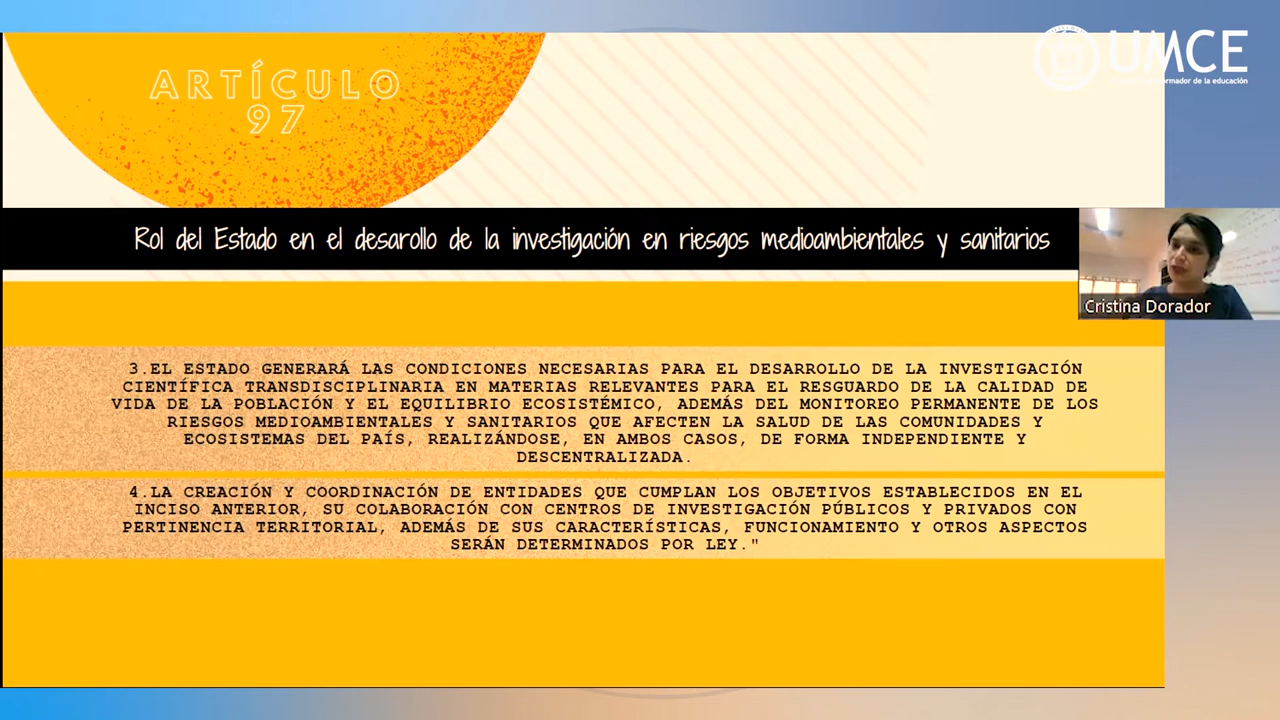 ARTÍCULO
97
UMCE
formador de la educación
Rol del Estado en el desarollo de la investigación en riesgos medioambientales y sanitarios
Cristina Dorador
3.EL ESTADO GENERARÁ LAS CONDICIONES NECESARIAS PARA EL DESARROLLO DE LA INVESTIGACIÓN
CIENTÍFICA TRANSDISCIPLINARIA EN MATERIAS RELEVANTES PARA EL RESGUARDO DE LA CALIDAD DE
VIDA DE LA POBLACIÓN Y EL EQUILIBRIO ECOSISTÉMICO, ADEMÁS DEL MONITOREO PERMANENTE DE LOS
RIESGOS MEDIOAMBIENTALES Y SANITARIOS QUE AFECTEN LA SALUD DE LAS COMUNIDADES Y
ECOSISTEMAS DEL PAÍS, REALIZÁNDOSE, EN AMBOS CASOS, DE FORMA INDEPENDIENTE Y
DESCENTRALIZADA.
4.LA CREACIÓN Y COORDINACIÓN DE ENTIDADES QUE CUMPLAN LOS OBJETIVOS ESTABLECIDOS EN EL
INCISO ANTERIOR, SU COLABORACIÓN CON CENTROS DE INVESTIGACIÓN PÚBLICOS Y PRIVADOS CON
PERTINENCIA TERRITORIAL, ADEMÁS DE SUS CARACTERÍSTICAS, FUNCIONAMIENTO Y OTROS ASPECTOS
SERÁN DETERMINADOS POR LEY."